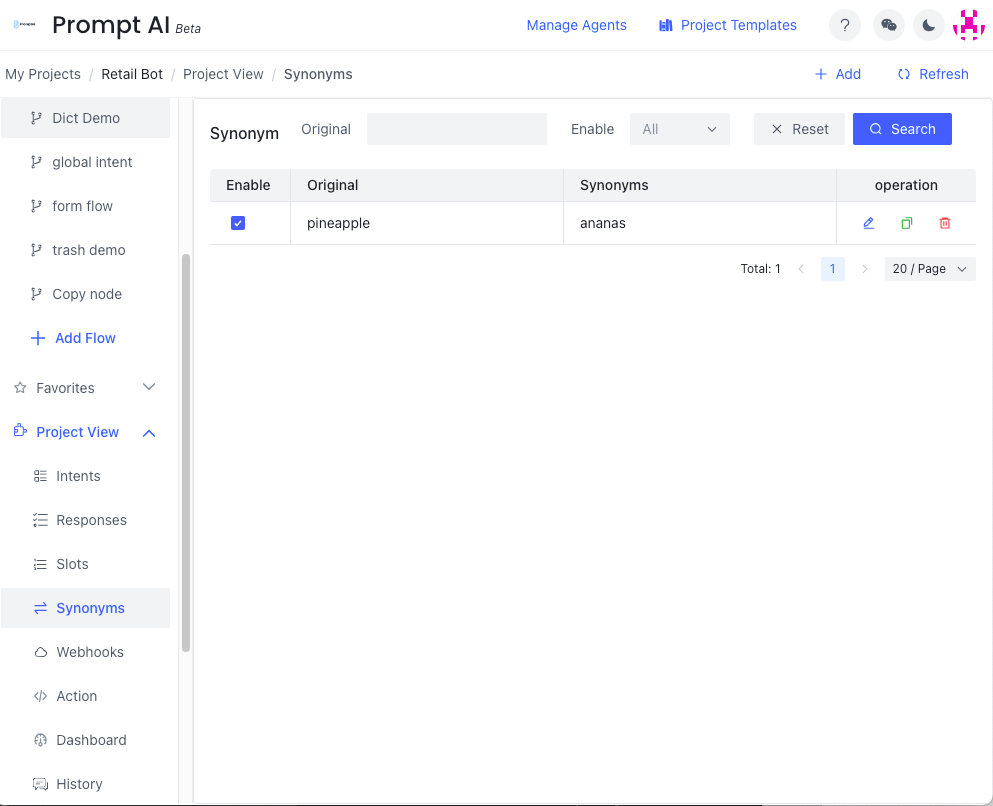 Prompt AI Beta
Manage Agents
Project Templates
?
My Projects / Retail Bot / Project View / Synonyms
Add
Refresh
Dict Demo
global intent
form flow
trash demo
Copy node
Add Flow
Favorites
Project View
Intents
Responses
Slots
Synonyms
Webhooks
Action
Dashboard
History
Synonym
Original
Enable
All
Reset
Search
Enable Original Synonyms operation
pineapple ananas
Total: 1
1
20 / Page